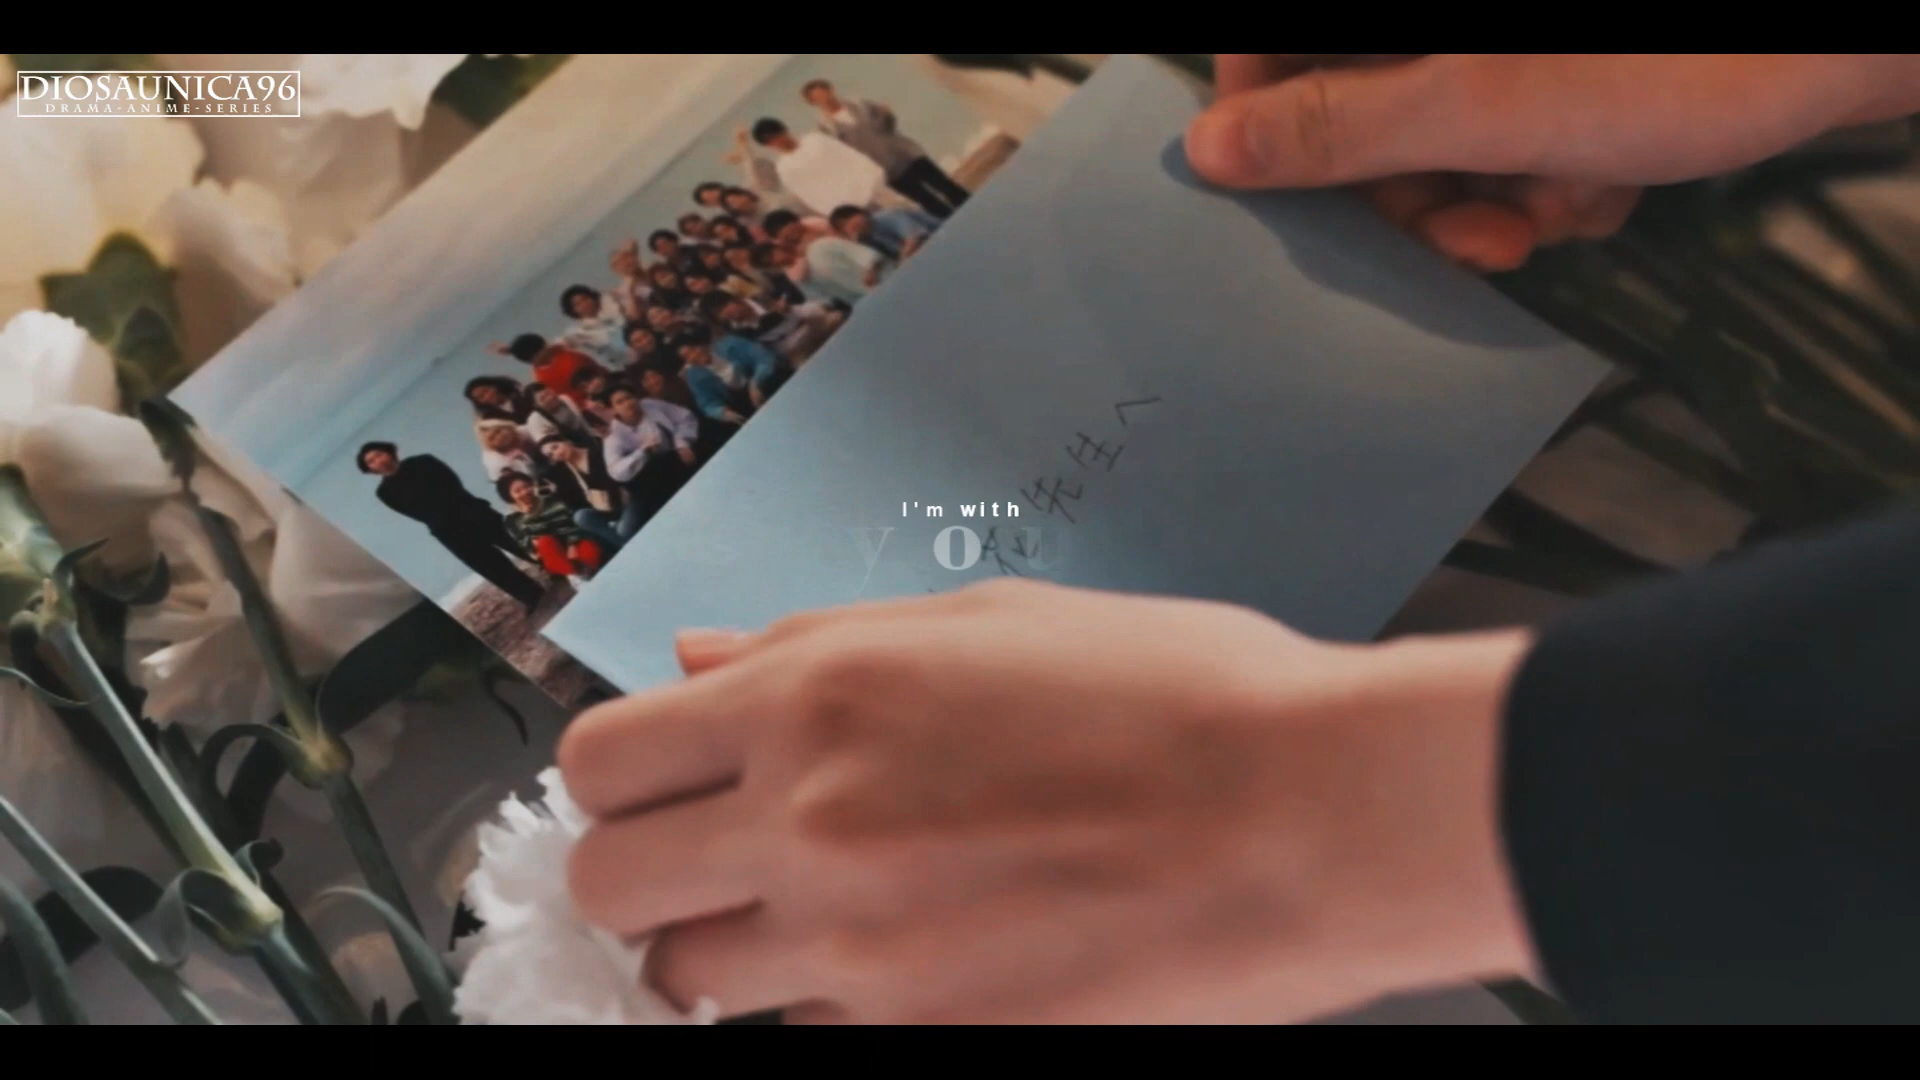 DIOSAUNICA96
DRAMA-ANIME-SERIES
I'm with
you
先生へ